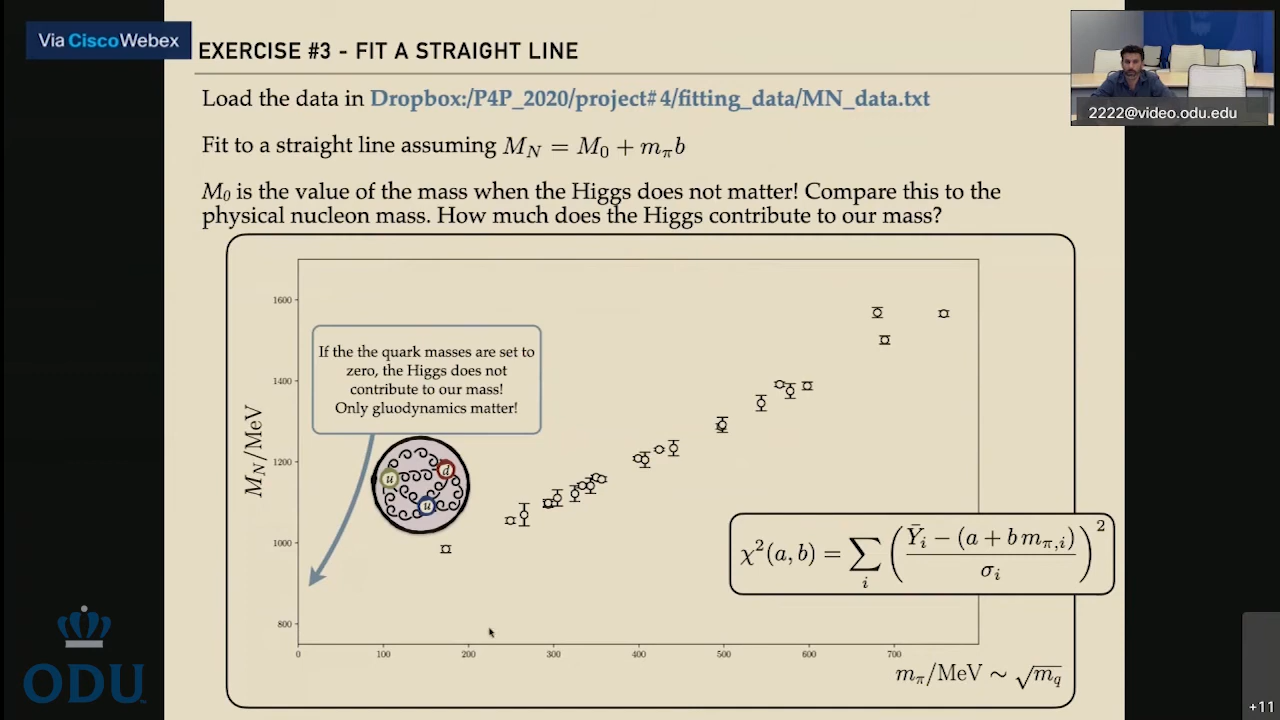 Via CiscoWebex
EXERCISE #3 - FIT A STRAIGHT LINE
2222@video.odu.edu
Load the data in Dropbox:/P4P_2020/project#4/fitting_data/MN_data.txt
Fit to a straight line assuming M_N = M_0 + m_π b
M_0 is the value of the mass when the Higgs does not matter! Compare this to the
physical nucleon mass. How much does the Higgs contribute to our mass?
1600
1400
1200
1000
800
M_N/MeV
If the the quark masses are set to
zero, the Higgs does not
contribute to our mass!
Only gluodynamics matter!
u
d
u
χ²(a, b) = ∑_i ( (Ȳ_i − (a + b m_{π,i})) / σ_i )²
0 100 200 300 400 500 600 700
m_π/MeV ∼ √m_q
ODU
+11